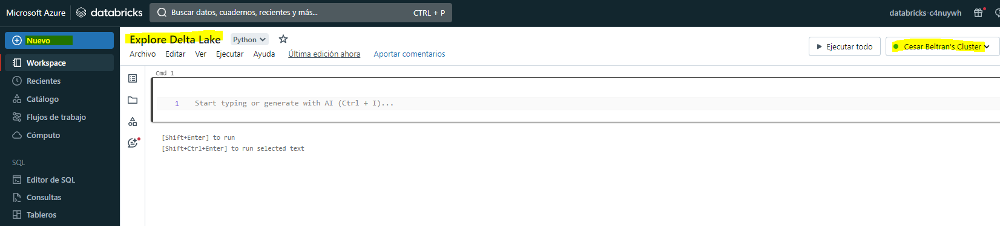 Microsoft Azure databricks Buscar datos, cuadernos, recientes y más... CTRL + P databricks-c4nuywh
Nuevo
Workspace
Recientes
Catálogo
Flujos de trabajo
Cómputo
SQL
Editor de SQL
Consultas
Tableros
Explore Delta Lake Python
Archivo Editar Ver Ejecutar Ayuda Última edición ahora Aportar comentarios
Ejecutar todo Cesar Beltran's Cluster
Cmd 1
1 Start typing or generate with AI (Ctrl + I)...
[Shift+Enter] to run
[Shift+Ctrl+Enter] to run selected text